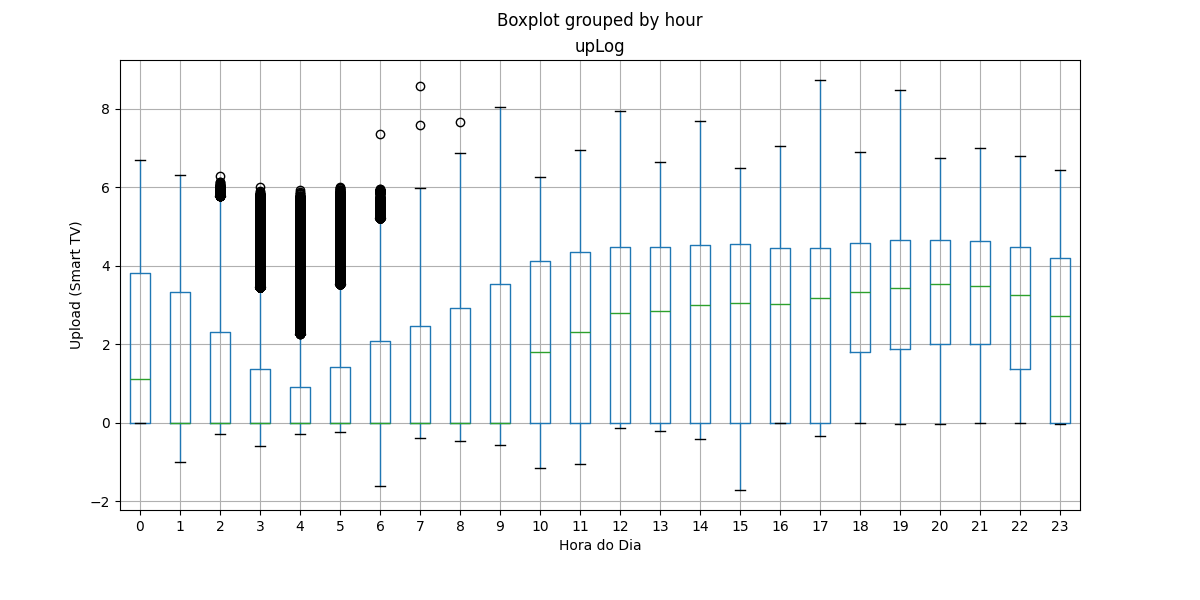 Boxplot grouped by hour
upLog
Upload (Smart TV)
8
6
4
2
0
−2
0 1 2 3 4 5 6 7 8 9 10 11 12 13 14 15 16 17 18 19 20 21 22 23
Hora do Dia